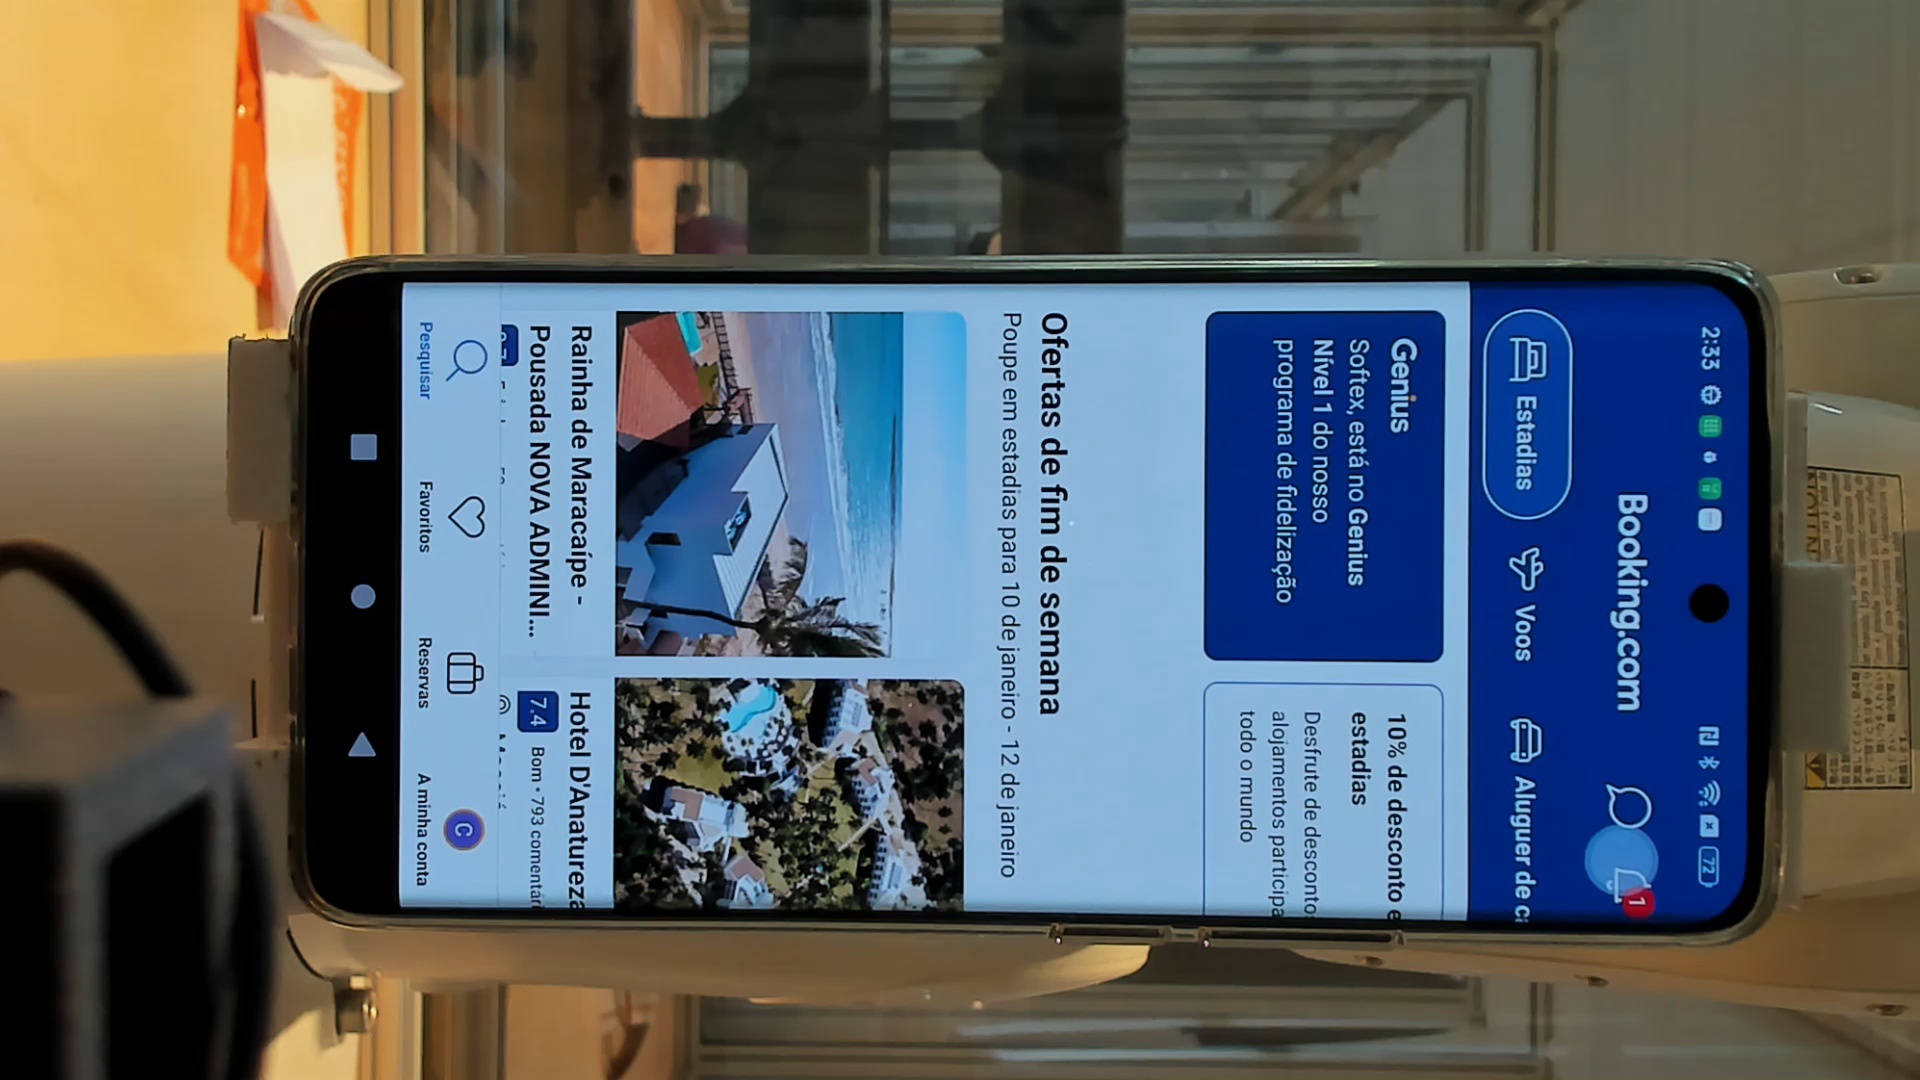 2:33
72
Booking.com
1
Estadias
Voos
Aluguer de c
Genius
Softex, está no Genius
Nível 1 do nosso
programa de fidelização
10% de desconto e
estadias
Desfrute de desconto
alojamentos participa
todo o mundo
Ofertas de fim de semana
Poupe em estadias para 10 de janeiro - 12 de janeiro
Rainha de Maracaípe -
Pousada NOVA ADMINI...
Hotel D'Anatureza
7.4 Bom • 793 comentári
Pesquisar
Favoritos
Reservas
C
A minha conta